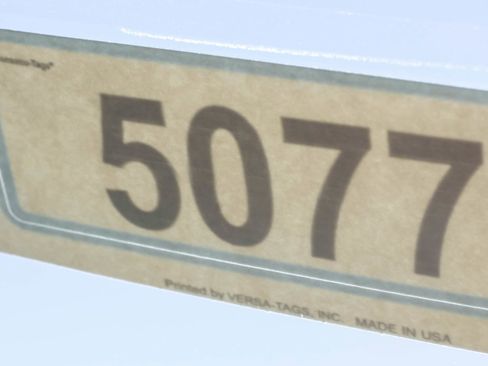 5077
Printed by VERSA-TAGS, INC. MADE IN USA